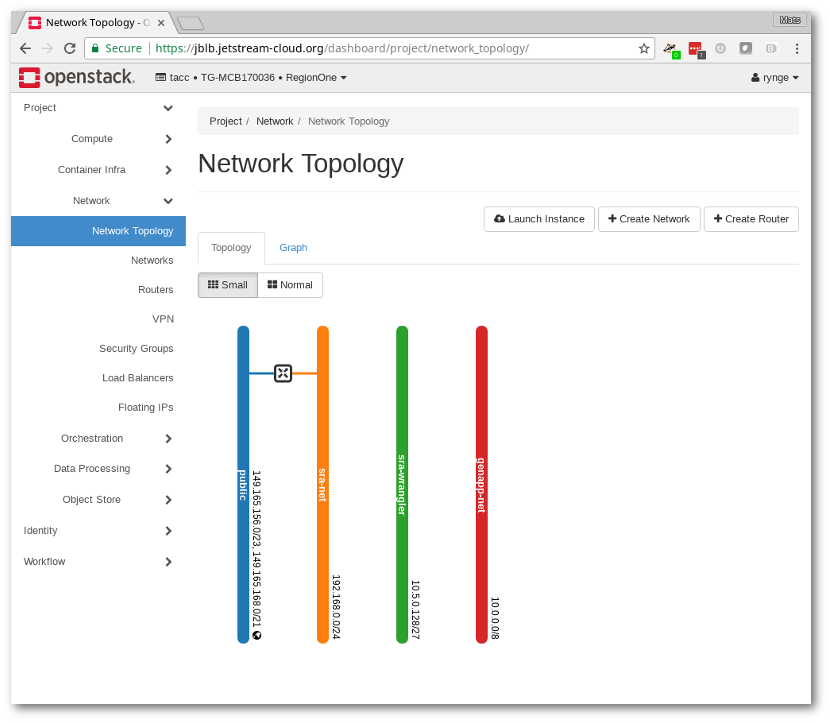 Network Topology - O
Mats
Secure
https://jblb.jetstream-cloud.org/dashboard/project/network_topology/
0
1
openstack.
tacc • TG-MCB170036 • RegionOne
rynge
Project
Compute
Container Infra
Network
Network Topology
Networks
Routers
VPN
Security Groups
Load Balancers
Floating IPs
Orchestration
Data Processing
Object Store
Identity
Workflow
Project / Network / Network Topology
Network Topology
Launch Instance
Create Network
Create Router
Topology
Graph
Small
Normal
public
149.165.156.0/23, 149.165.168.0/21
sra-net
192.168.0.0/24
sra-wrangler
10.5.0.128/27
genapp-net
10.0.0.0/8